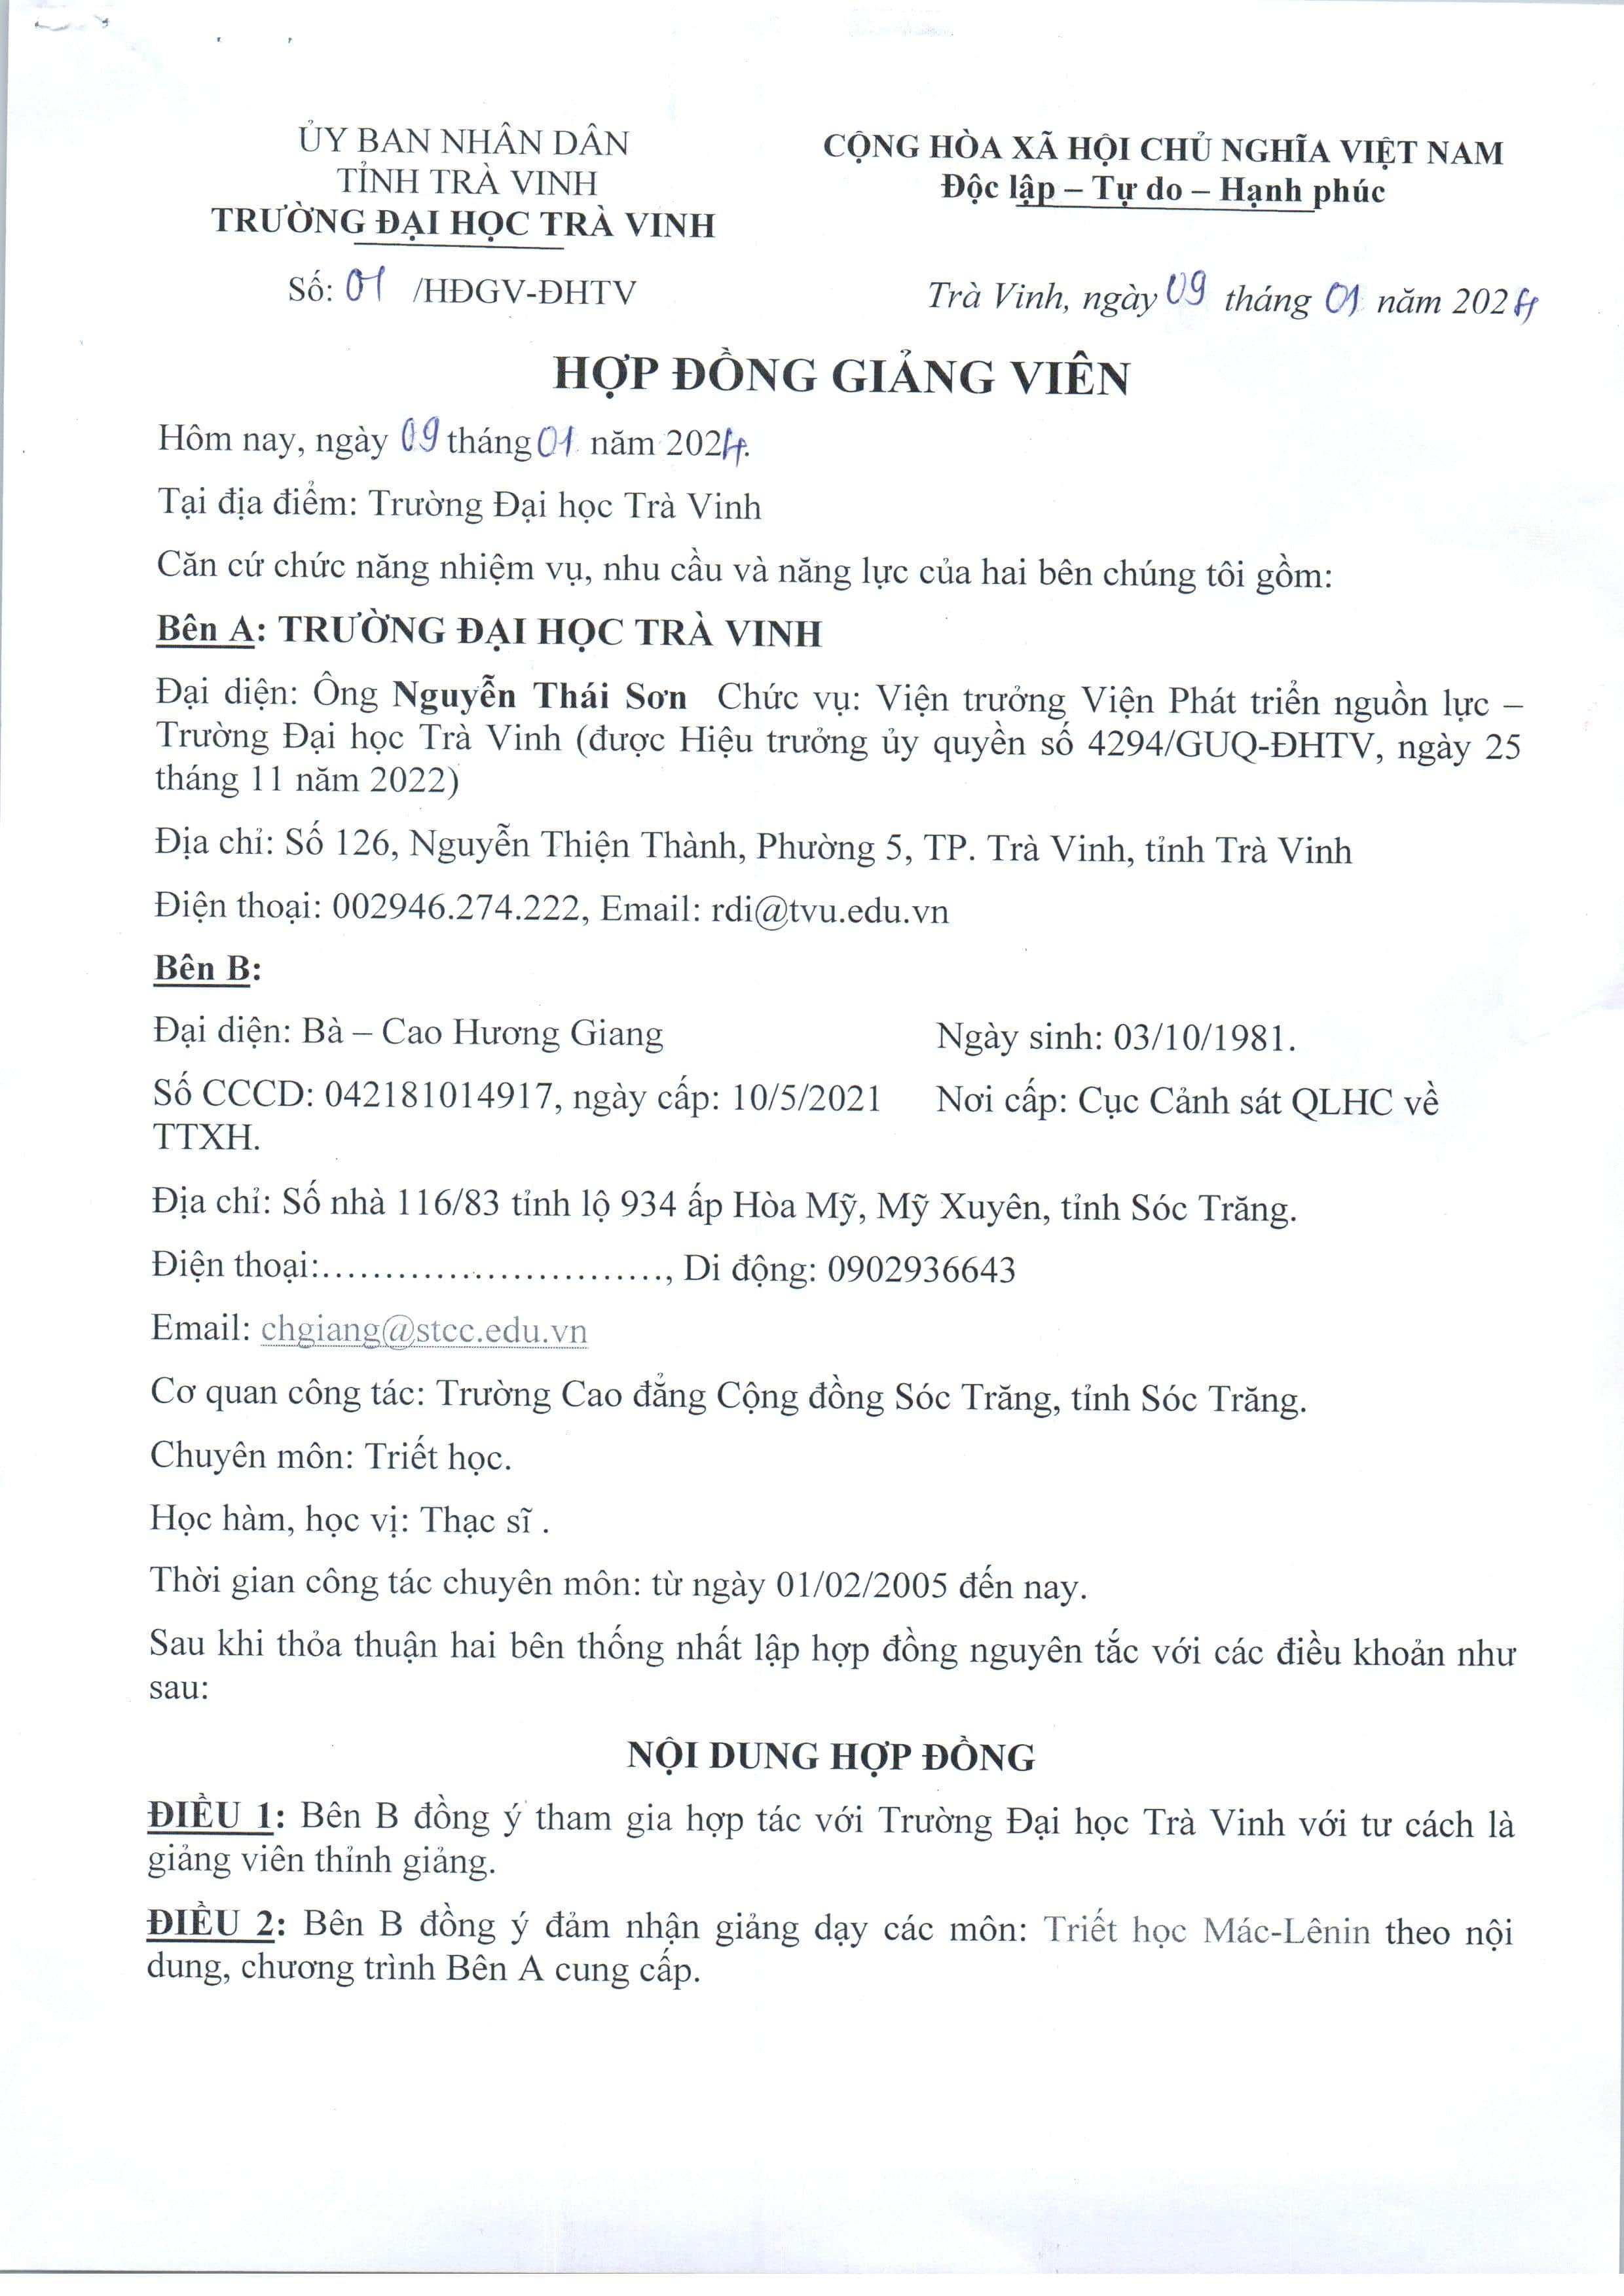 ỦY BAN NHÂN DÂN
TỈNH TRÀ VINH
TRƯỜNG ĐẠI HỌC TRÀ VINH
Số: 01 /HĐGV-ĐHTV
CỘNG HÒA XÃ HỘI CHỦ NGHĨA VIỆT NAM
Độc lập – Tự do – Hạnh phúc
Trà Vinh, ngày 09 tháng 01 năm 2024
HỢP ĐỒNG GIẢNG VIÊN
Hôm nay, ngày 09 tháng 01 năm 2024.
Tại địa điểm: Trường Đại học Trà Vinh
Căn cứ chức năng nhiệm vụ, nhu cầu và năng lực của hai bên chúng tôi gồm:
Bên A: TRƯỜNG ĐẠI HỌC TRÀ VINH
Đại diện: Ông Nguyễn Thái Sơn Chức vụ: Viện trưởng Viện Phát triển nguồn lực –
Trường Đại học Trà Vinh (được Hiệu trưởng ủy quyền số 4294/GUQ-ĐHTV, ngày 25
tháng 11 năm 2022)
Địa chỉ: Số 126, Nguyễn Thiện Thành, Phường 5, TP. Trà Vinh, tỉnh Trà Vinh
Điện thoại: 002946.274.222, Email: rdi@tvu.edu.vn
Bên B:
Đại diện: Bà – Cao Hương Giang Ngày sinh: 03/10/1981.
Số CCCD: 042181014917, ngày cấp: 10/5/2021 Nơi cấp: Cục Cảnh sát QLHC về
TTXH.
Địa chỉ: Số nhà 116/83 tỉnh lộ 934 ấp Hòa Mỹ, Mỹ Xuyên, tỉnh Sóc Trăng.
Điện thoại:..........................., Di động: 0902936643
Email: chgiang@stcc.edu.vn
Cơ quan công tác: Trường Cao đẳng Cộng đồng Sóc Trăng, tỉnh Sóc Trăng.
Chuyên môn: Triết học.
Học hàm, học vị: Thạc sĩ .
Thời gian công tác chuyên môn: từ ngày 01/02/2005 đến nay.
Sau khi thỏa thuận hai bên thống nhất lập hợp đồng nguyên tắc với các điều khoản như
sau:
NỘI DUNG HỢP ĐỒNG
ĐIỀU 1: Bên B đồng ý tham gia hợp tác với Trường Đại học Trà Vinh với tư cách là
giảng viên thỉnh giảng.
ĐIỀU 2: Bên B đồng ý đảm nhận giảng dạy các môn: Triết học Mác-Lênin theo nội
dung, chương trình Bên A cung cấp.